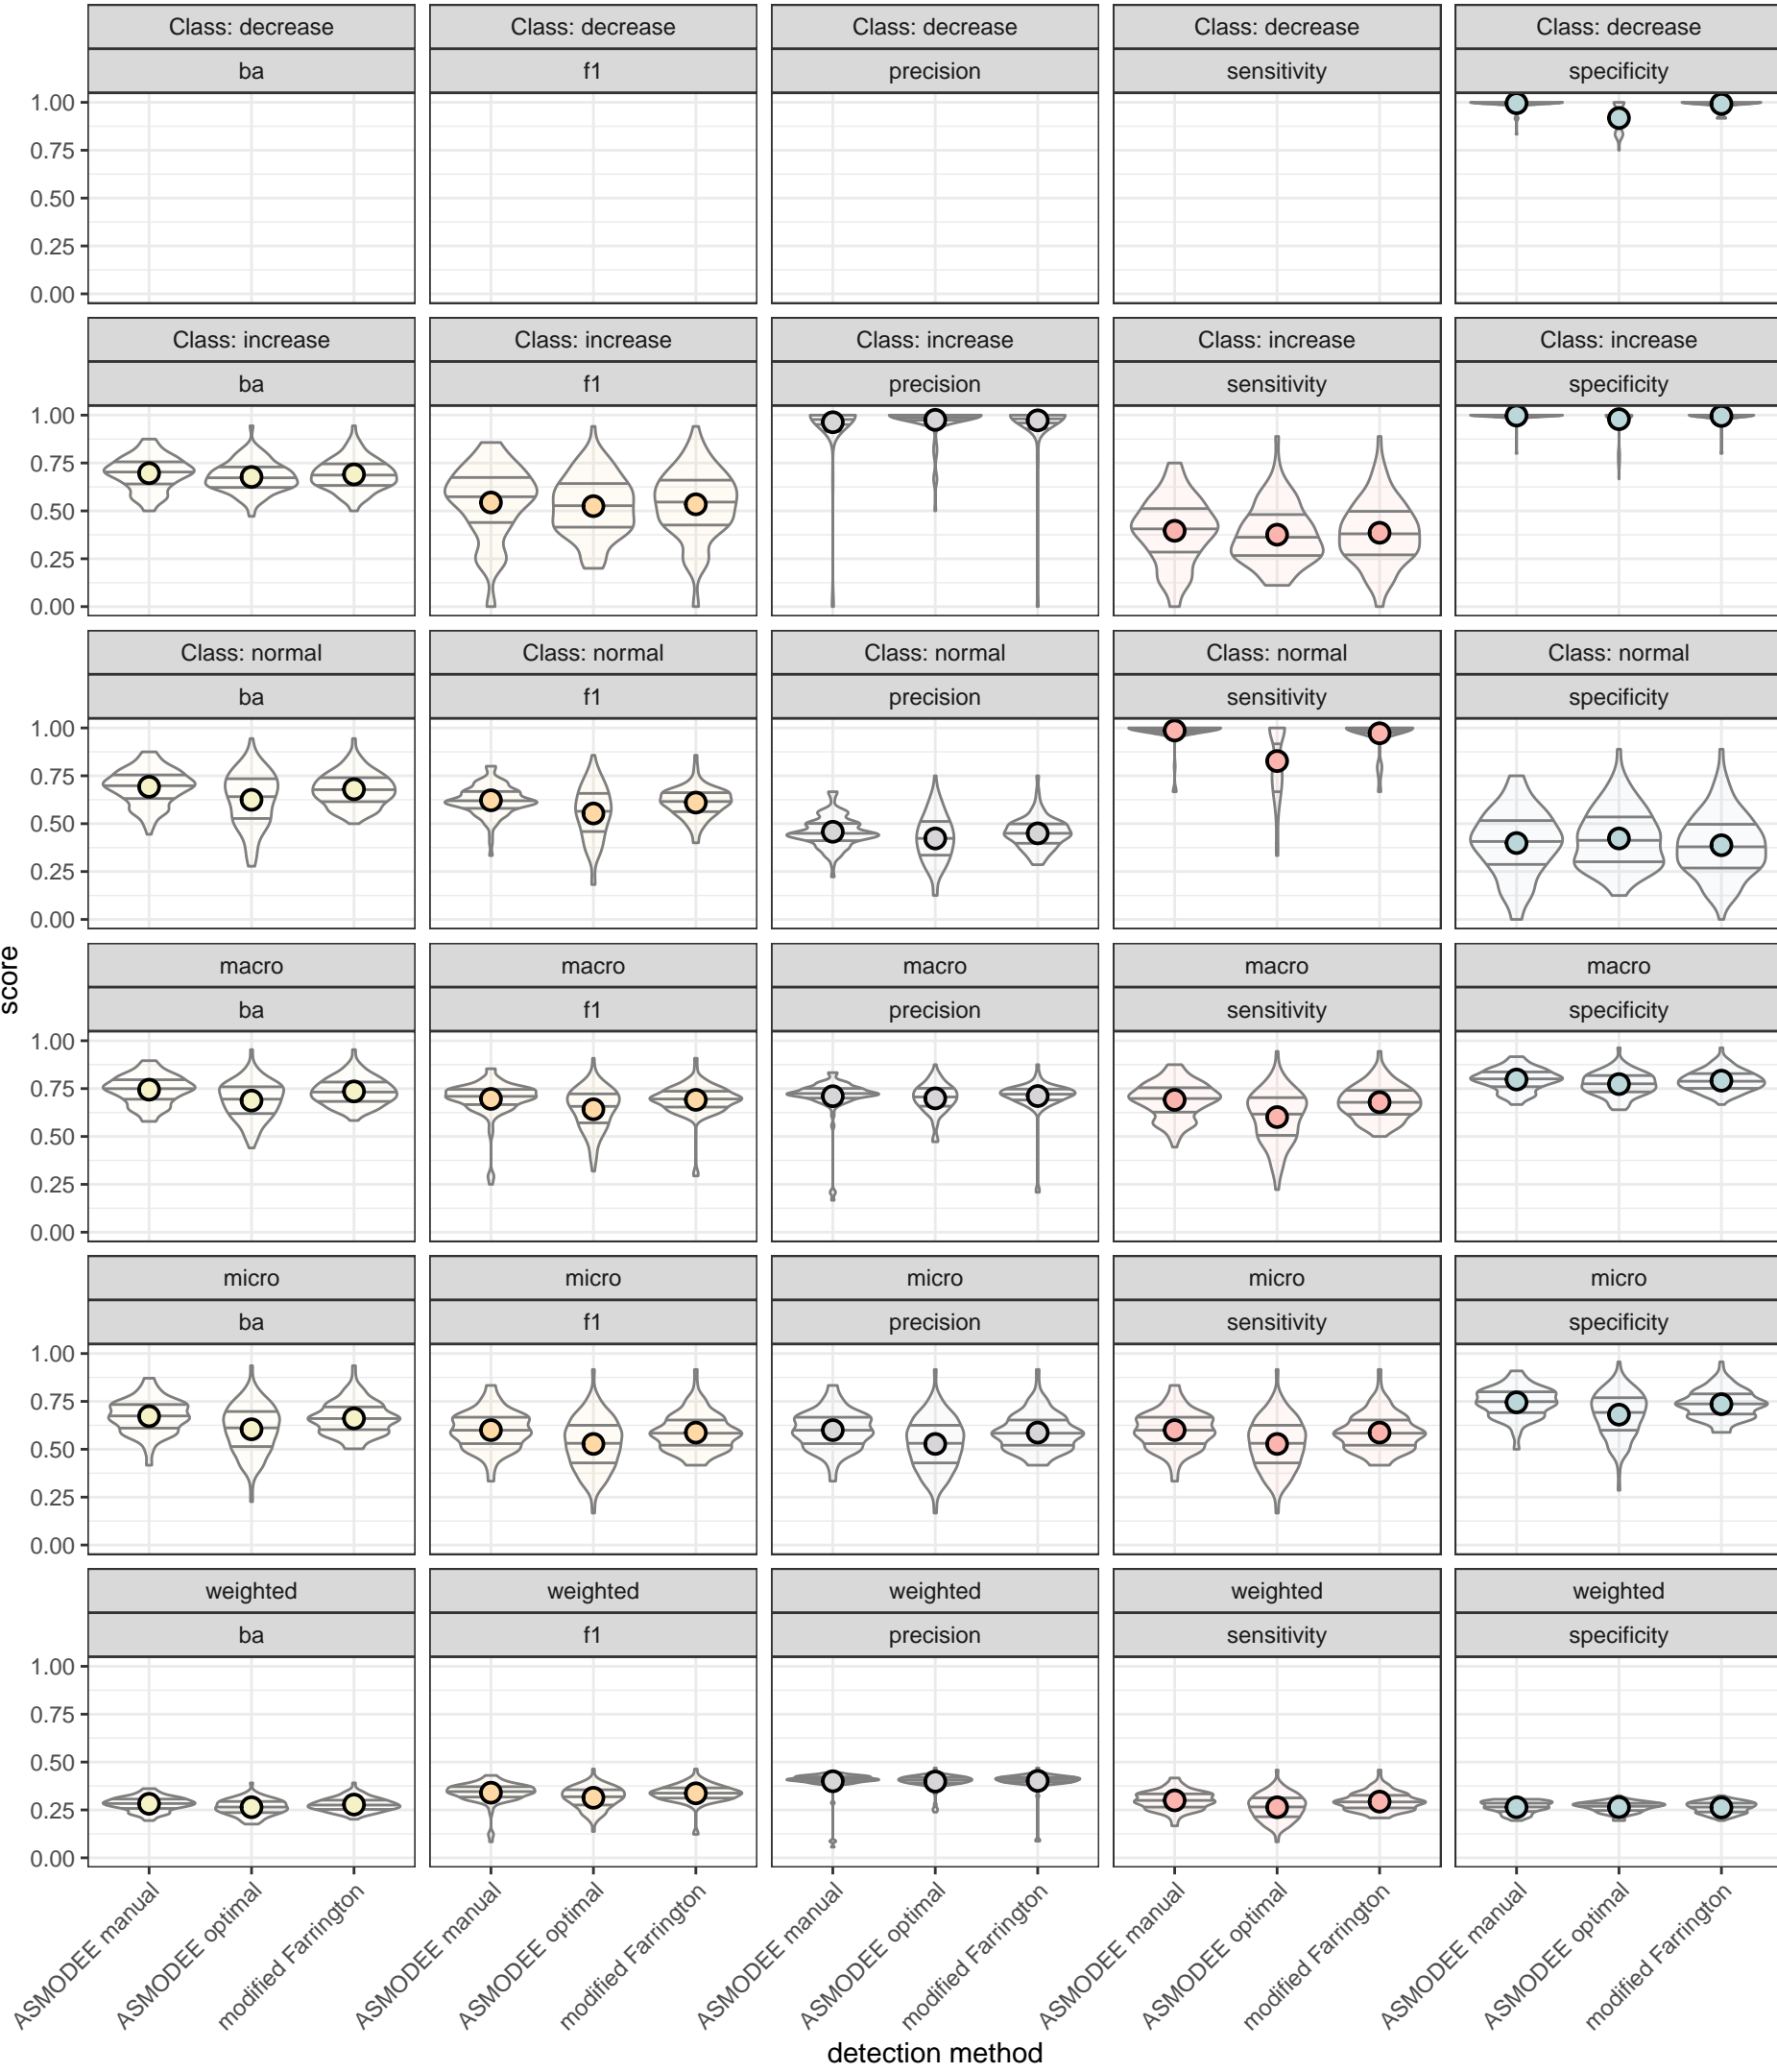 Class: decrease Class: decrease Class: decrease Class: decrease Class: decrease
ba f1 precision sensitivity specificity
1.00
0.75
0.50
0.25
0.00
Class: increase Class: increase Class: increase Class: increase Class: increase
ba f1 precision sensitivity specificity
1.00
0.75
0.50
0.25
0.00
Class: normal Class: normal Class: normal Class: normal Class: normal
ba f1 precision sensitivity specificity
1.00
0.75
0.50
0.25
0.00
score
macro macro macro macro macro
ba f1 precision sensitivity specificity
1.00
0.75
0.50
0.25
0.00
micro micro micro micro micro
ba f1 precision sensitivity specificity
1.00
0.75
0.50
0.25
0.00
weighted weighted weighted weighted weighted
ba f1 precision sensitivity specificity
1.00
0.75
0.50
0.25
0.00
ASMODEE manual ASMODEE optimal modified Farrington ASMODEE manual ASMODEE optimal modified Farrington ASMODEE manual ASMODEE optimal modified Farrington ASMODEE manual ASMODEE optimal modified Farrington ASMODEE manual ASMODEE optimal modified Farrington
detection method